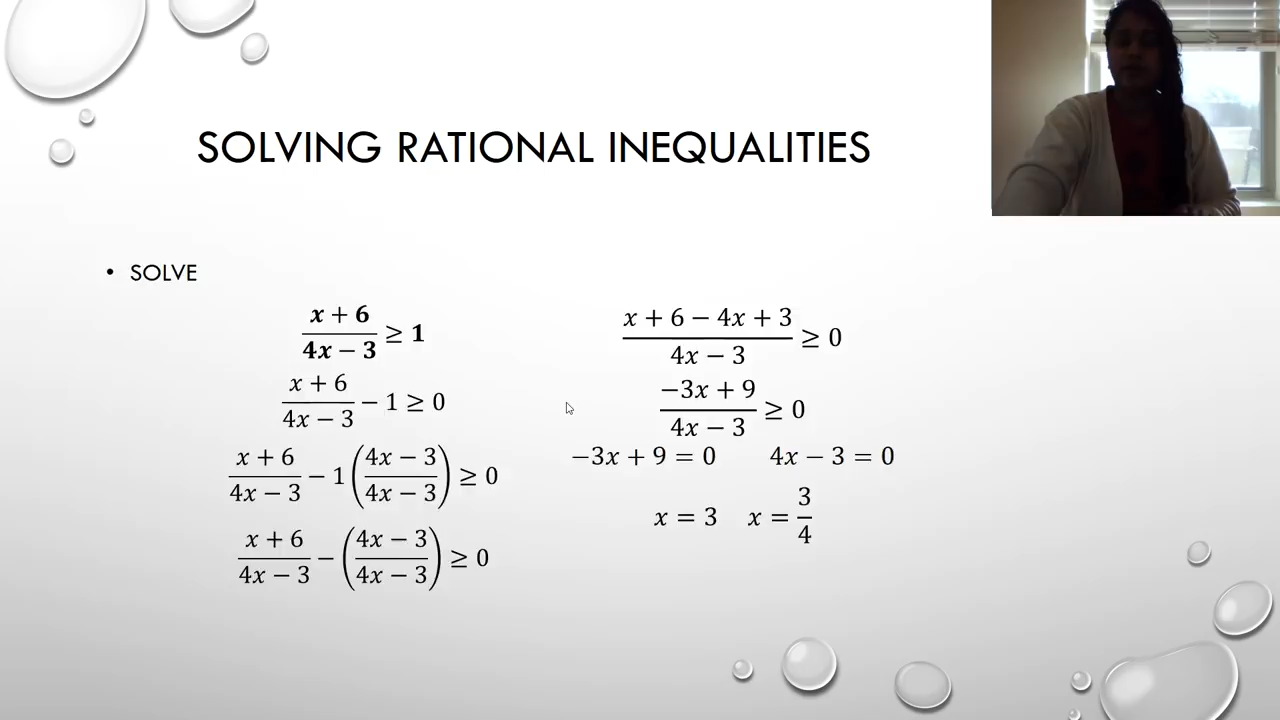 SOLVING RATIONAL INEQUALITIES
• SOLVE
(x + 6)/(4x − 3) ≥ 1
(x + 6)/(4x − 3) − 1 ≥ 0
(x + 6)/(4x − 3) − 1((4x − 3)/(4x − 3)) ≥ 0
(x + 6)/(4x − 3) − ((4x − 3)/(4x − 3)) ≥ 0
(x + 6 − 4x + 3)/(4x − 3) ≥ 0
(−3x + 9)/(4x − 3) ≥ 0
−3x + 9 = 0 4x − 3 = 0
x = 3 x = 3/4